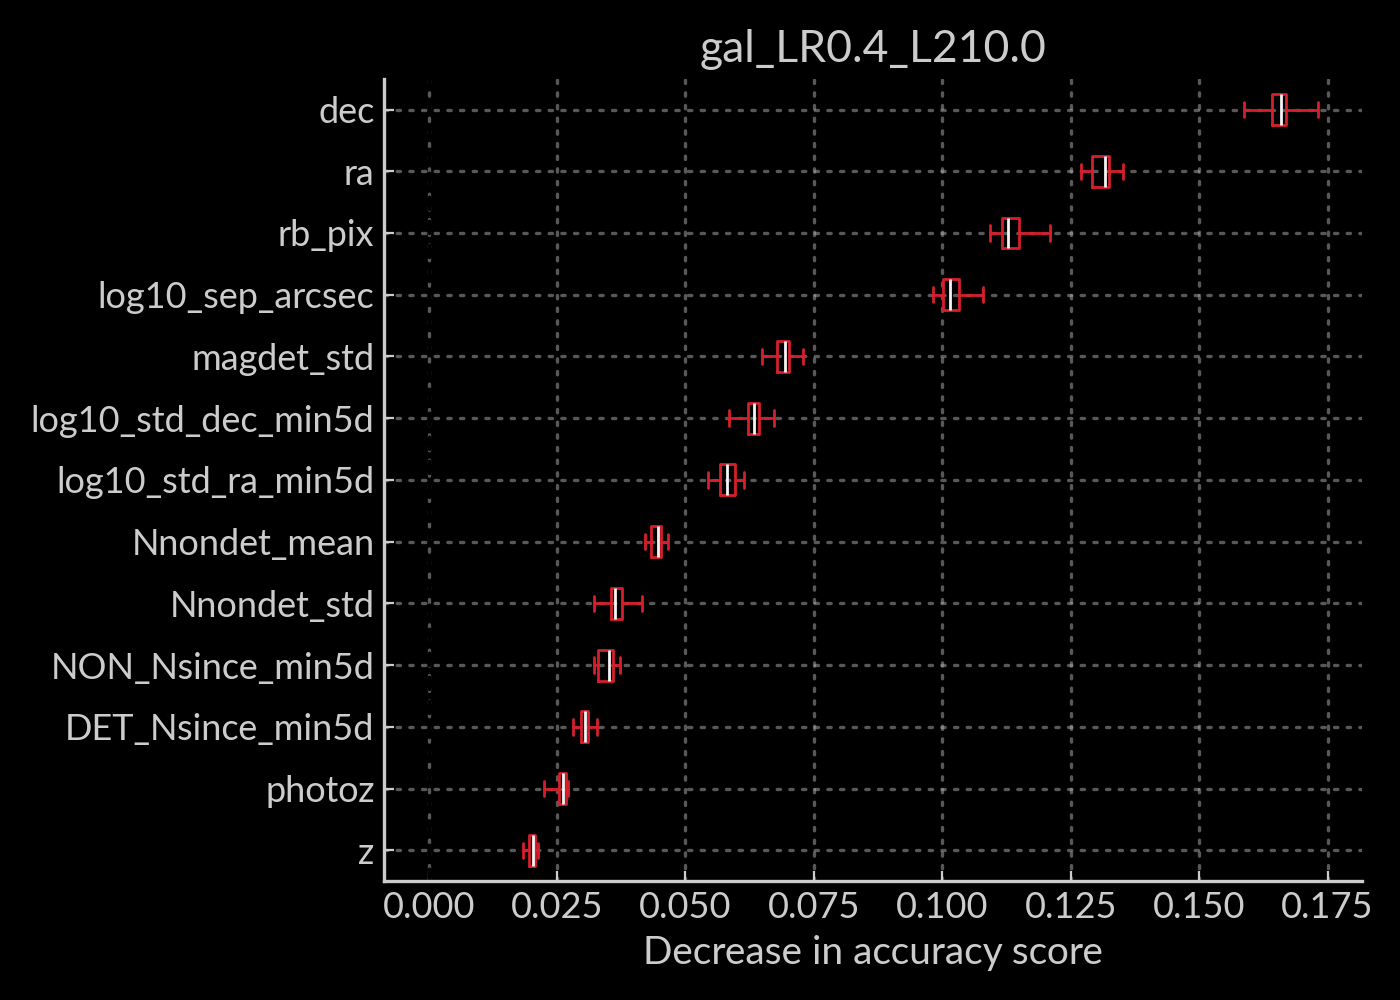 gal_LR0.4_L210.0
dec
ra
rb_pix
log10_sep_arcsec
magdet_std
log10_std_dec_min5d
log10_std_ra_min5d
Nnondet_mean
Nnondet_std
NON_Nsince_min5d
DET_Nsince_min5d
photoz
z
0.000 0.025 0.050 0.075 0.100 0.125 0.150 0.175
Decrease in accuracy score